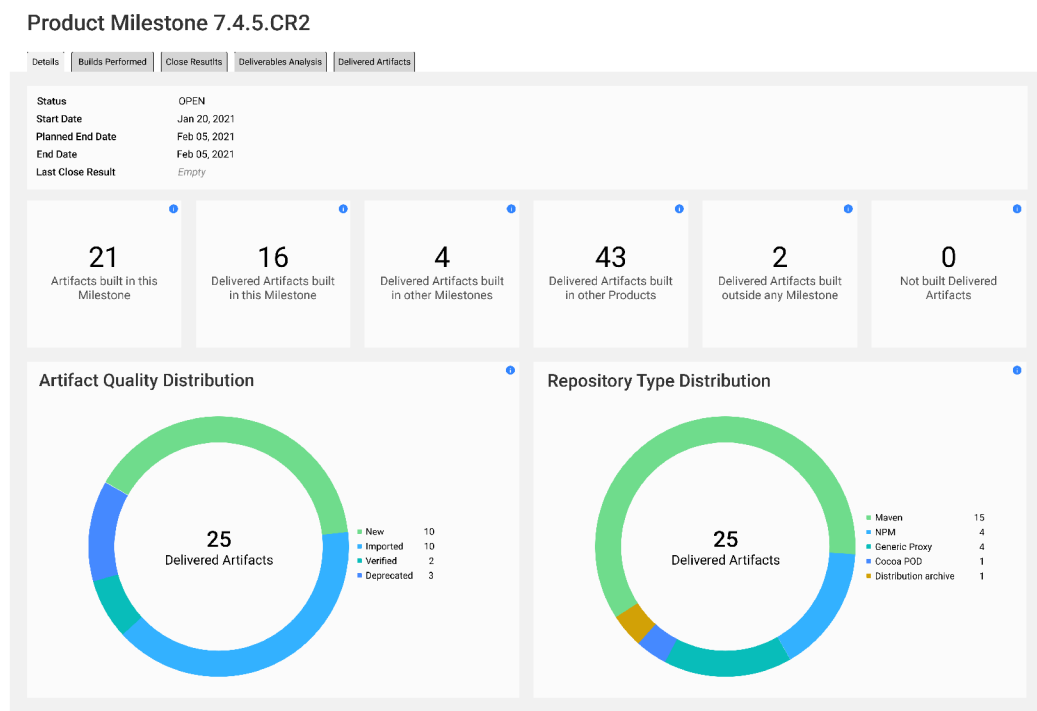 Product Milestone 7.4.5.CR2
Details Builds Performed Close Resutlts Deliverables Analysis Delivered Artifacts
Status OPEN
Start Date Jan 20, 2021
Planned End Date Feb 05, 2021
End Date Feb 05, 2021
Last Close Result Empty
21
Artifacts built in this
Milestone
16
Delivered Artifacts built
in this Milestone
4
Delivered Artifacts built
in other Milestones
43
Delivered Artifacts built
in other Products
2
Delivered Artifacts built
outside any Milestone
0
Not built Delivered
Artifacts
Artifact Quality Distribution
25
Delivered Artifacts
New 10
Imported 10
Verified 2
Deprecated 3
Repository Type Distribution
25
Delivered Artifacts
Maven 15
NPM 4
Generic Proxy 4
Cocoa POD 1
Distribution archive 1